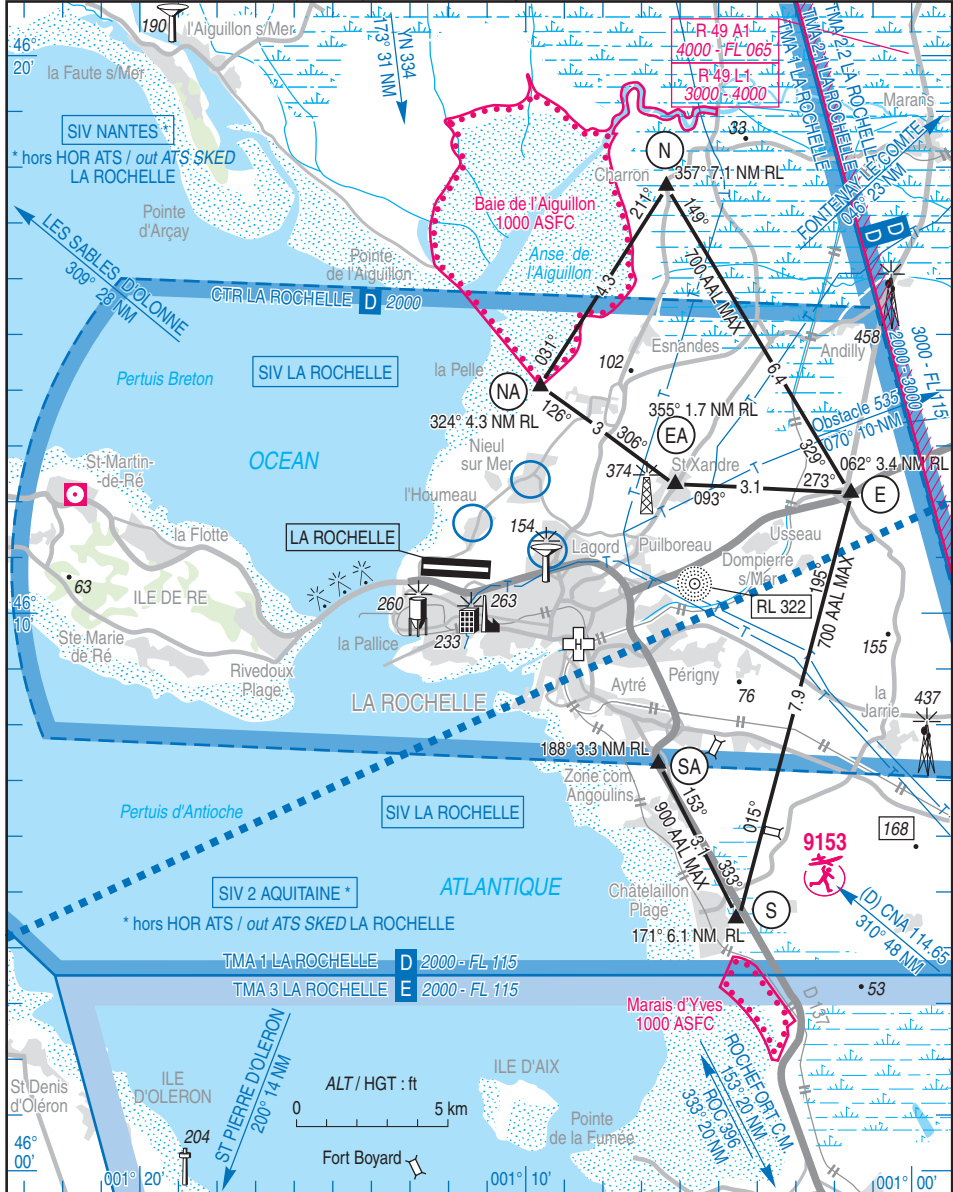 190
l'Aiguillon s/Mer
46°
20'
la Faute s/Mer
YN 334
173° 31 NM
R 49 A1
4000 - FL 065
R 49 L1
3000 - 4000
TMA 2.2 LA ROCHELLE
TMA 2.1 LA ROCHELLE
TMA 1 LA ROCHELLE
Marans
33
SIV NANTES *
* hors HOR ATS / out ATS SKED
LA ROCHELLE
N
357° 7.1 NM RL
Charron
FONTENAY LE COMTE
046° 23 NM
Baie de l'Aiguillon
1000 ASFC
211°
149°
Pointe
d'Arçay
LES SABLES D'OLONNE
309° 28 NM
Pointe
de l'Aiguillon
Anse de
l'Aiguillon
D
D
700 AAL MAX
4.3
CTR LA ROCHELLE D 2000
458
Andilly
Esnandes
102
031°
6.4
2000 - 3000
3000 - FL 115
Pertuis Breton
SIV LA ROCHELLE
la Pelle
NA
324° 4.3 NM RL
126°
3
306°
355° 1.7 NM RL
EA
Obstacle 535
070° 10 NM
329°
062° 3.4 NM RL
OCEAN
Nieul
sur Mer
374
St Xandre
093°
3.1
273°
E
St-Martin-
de-Ré
l'Houmeau
la Flotte
LA ROCHELLE
154
Lagord
Puilboreau
Usseau
Dompierre
s/Mer
195°
700 AAL MAX
63
ILE DE RE
46°
10'
260
263
233
RL 322
Ste Marie
de Ré
Rivedoux
Plage
la Pallice
H
155
Périgny
Aytré
76
LA ROCHELLE
la
Jarrie
437
7.9
188° 3.3 NM RL
SA
Zone com.
Angoulins
153°
Pertuis d'Antioche
SIV LA ROCHELLE
900 AAL MAX
3.1
015°
168
9153
333°
SIV 2 AQUITAINE *
* hors HOR ATS / out ATS SKED LA ROCHELLE
ATLANTIQUE
Châtelaillon
Plage
S
171° 6.1 NM RL
(D) CNA 114.65
310° 48 NM
TMA 1 LA ROCHELLE D 2000 - FL 115
TMA 3 LA ROCHELLE E 2000 - FL 115
53
Marais d'Yves
1000 ASFC
D 137
ST PIERRE D'OLERON
200° 14 NM
ROCHEFORT C.M.
153° 20 NM
ROC 396
333° 20 NM
St Denis
d'Oléron
ILE
D'OLERON
ALT / HGT : ft
0
5 km
ILE D'AIX
Pointe
de la Fumée
204
Fort Boyard
46°
00'
001° 20'
001° 10'
001° 00'